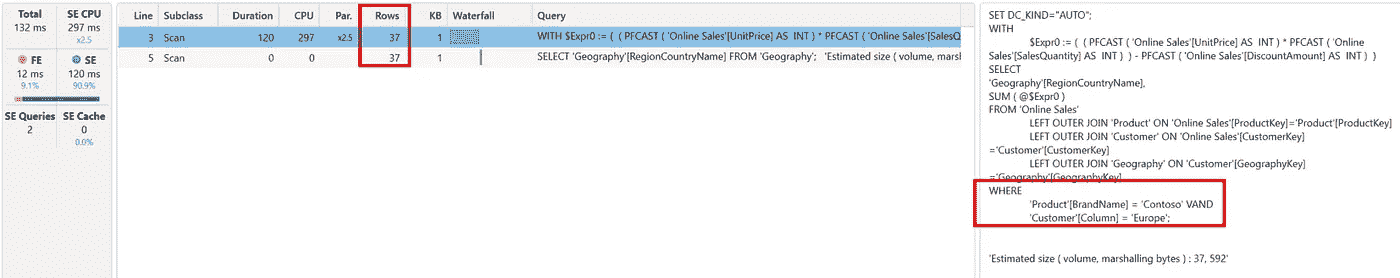 Total SE CPU
132 ms 297 ms
x2.5
FE SE
12 ms 120 ms
9.1% 90.9%
SE Queries SE Cache
2 0
0.0%
Line Subclass Duration CPU Par. Rows KB Waterfall Query
3 Scan 120 297 x2.5 37 1 WITH $Expr0 := ( ( PFCAST ( 'Online Sales'[UnitPrice] AS INT ) * PFCAST ( 'Online Sales'[SalesQ
5 Scan 0 0 37 1 SELECT 'Geography'[RegionCountryName] FROM 'Geography'; 'Estimated size ( volume, marsh
SET DC_KIND="AUTO";
WITH
$Expr0 := ( ( PFCAST ( 'Online Sales'[UnitPrice] AS INT ) * PFCAST ( 'Online
Sales'[SalesQuantity] AS INT ) ) - PFCAST ( 'Online Sales'[DiscountAmount] AS INT ) )
SELECT
'Geography'[RegionCountryName],
SUM ( @$Expr0 )
FROM 'Online Sales'
LEFT OUTER JOIN 'Product' ON 'Online Sales'[ProductKey]='Product'[ProductKey]
LEFT OUTER JOIN 'Customer' ON 'Online Sales'[CustomerKey]
='Customer'[CustomerKey]
LEFT OUTER JOIN 'Geography' ON 'Customer'[GeographyKey]
='Geography'[GeographyKey]
WHERE
'Product'[BrandName] = 'Contoso' VAND
'Customer'[Column] = 'Europe';
'Estimated size ( volume, marshalling bytes ) : 37, 592'